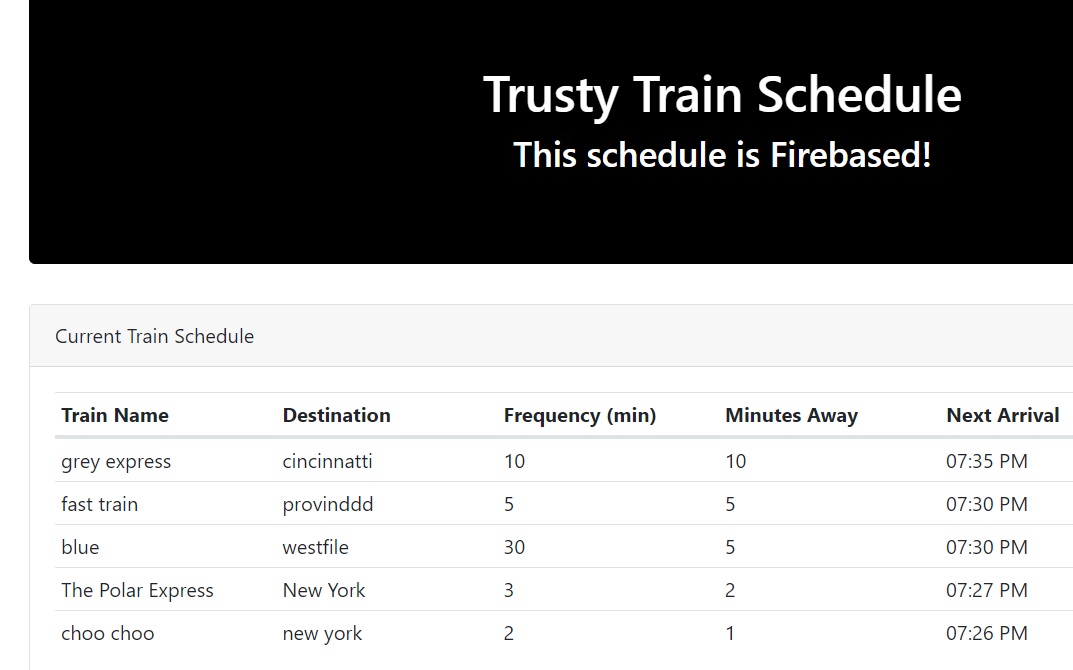 Trusty Train Schedule
This schedule is Firebased!
Current Train Schedule
Train Name Destination Frequency (min) Minutes Away Next Arrival
grey express cincinnatti 10 10 07:35 PM
fast train provinddd 5 5 07:30 PM
blue westfile 30 5 07:30 PM
The Polar Express New York 3 2 07:27 PM
choo choo new york 2 1 07:26 PM